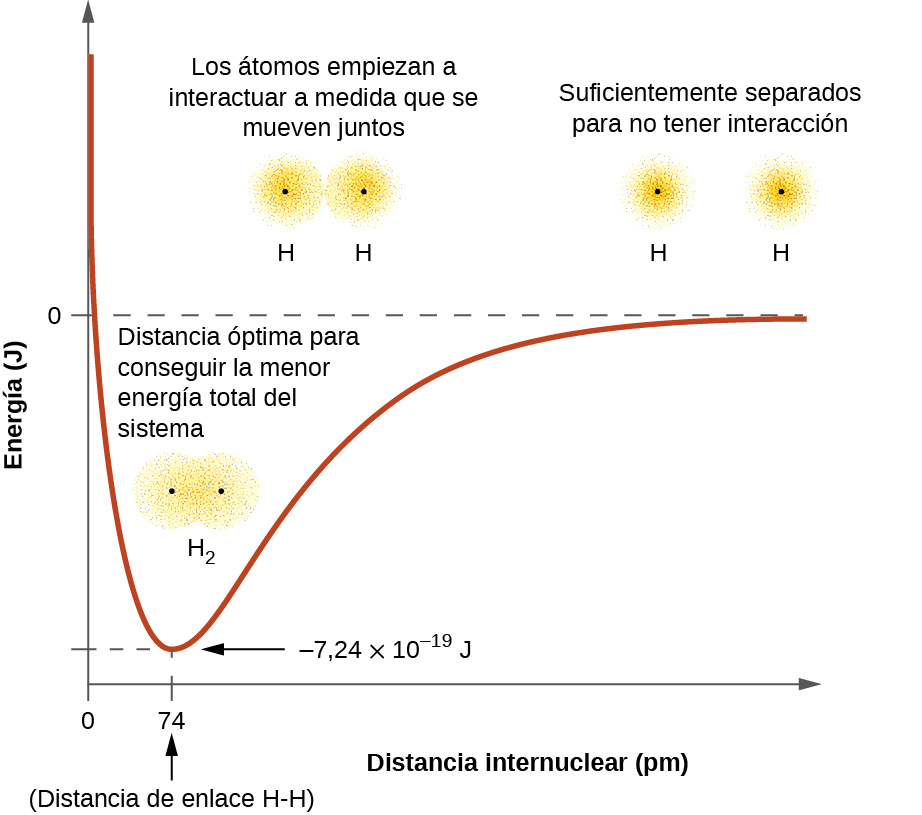 Los átomos empiezan a
interactuar a medida que se
mueven juntos
Suficientemente separados
para no tener interacción
H
H
H
H
0
Distancia óptima para
conseguir la menor
energía total del
sistema
H₂
Energía (J)
–7,24 × 10⁻¹⁹ J
0
74
Distancia internuclear (pm)
(Distancia de enlace H-H)